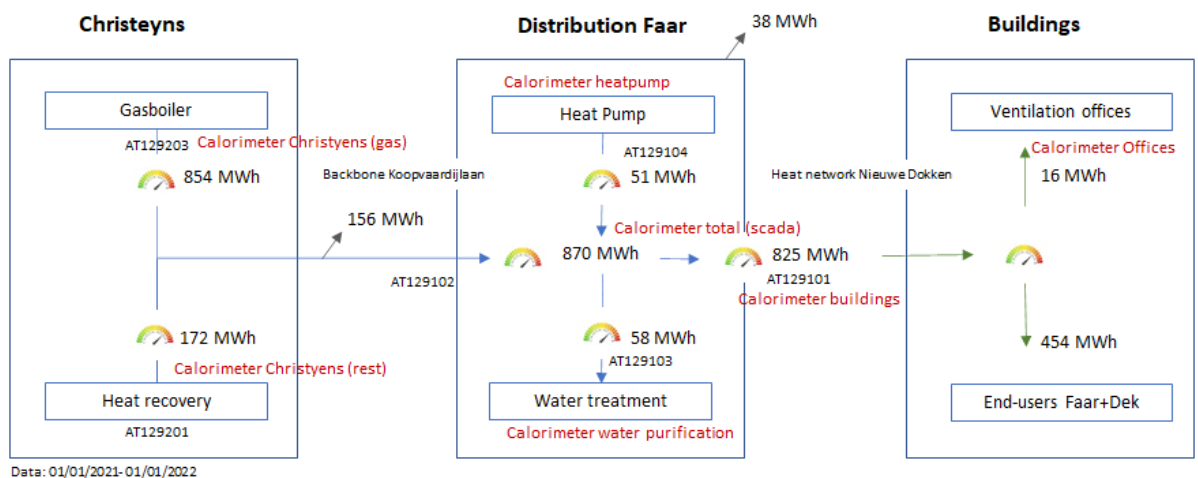 Christeyns
Distribution Faar
Buildings
38 MWh
Calorimeter heatpump
Gasboiler
Heat Pump
Ventilation offices
AT129203
Calorimeter Christyens (gas)
AT129104
Calorimeter Offices
854 MWh
Backbone Koopvaardijlaan
51 MWh
Heat network Nieuwe Dokken
16 MWh
156 MWh
Calorimeter total (scada)
870 MWh
825 MWh
AT129102
AT129101
Calorimeter buildings
172 MWh
58 MWh
454 MWh
AT129103
Calorimeter Christyens (rest)
Heat recovery
Water treatment
End-users Faar+Dek
AT129201
Calorimeter water purification
Data: 01/01/2021- 01/01/2022